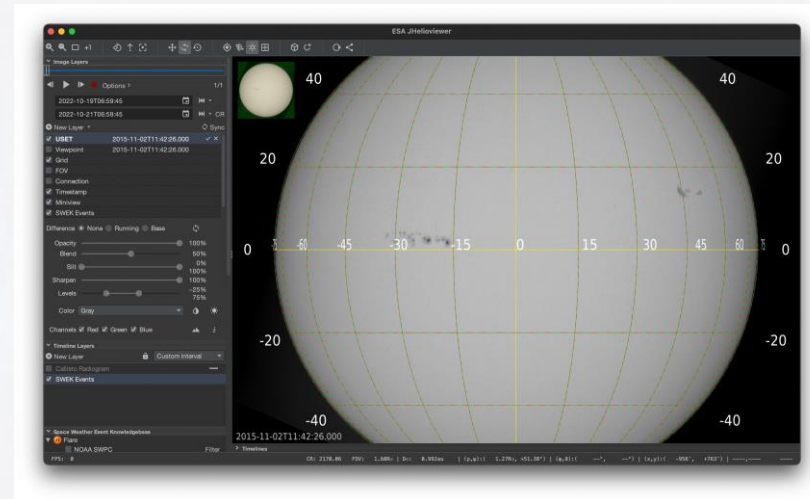 ESA JHelioviewer
+1
Image Layers
Options
1/1
2022-10-19T06:59:45
2022-10-21T06:59:45
CR
New Layer
Sync
USET 2015-11-02T11:42:26.000
Viewpoint 2015-11-02T11:42:26.000
Grid
FOV
Connection
Timestamp
Miniview
SWEK Events
Difference None Running Base
Opacity 100%
Blend 50%
Slit 0%
100%
Sharpen 100%
Levels -25%
75%
Color Gray
Channels Red Green Blue
Timeline Layers
New Layer Custom interval
Callisto Radiogram
SWEK Events
Space Weather Event Knowledgebase
Flare
NOAA SWPC Filter
40 40
20 20
0 -60 -45 -30 -15 0 15 30 45 60 0
-20 -20
-40 -40
2015-11-02T11:42:26.000
Timelines
FPS: 0